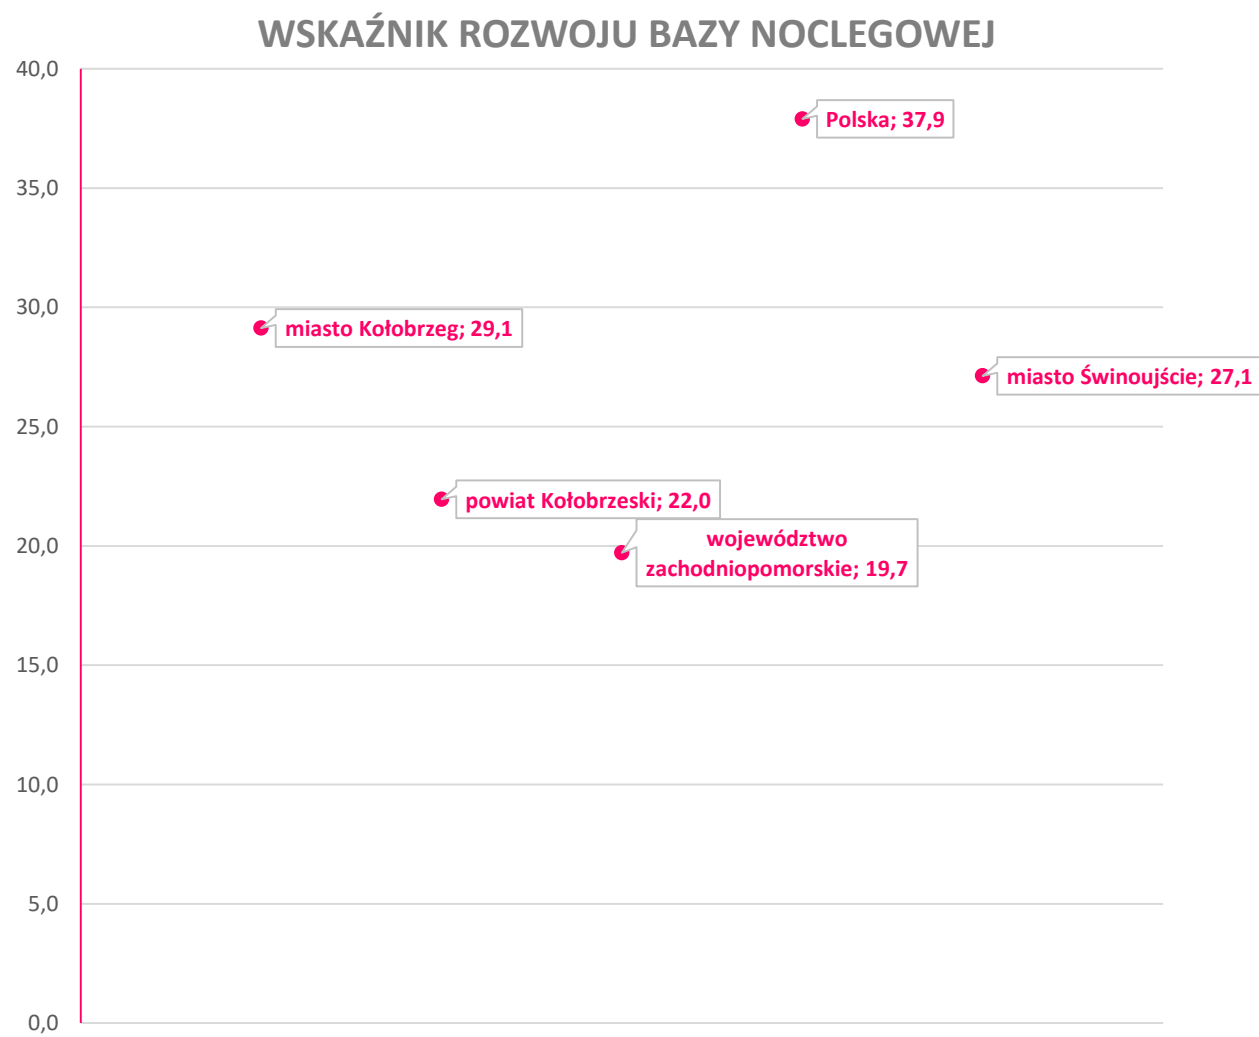 WSKAŹNIK ROZWOJU BAZY NOCLEGOWEJ
40,0
Polska; 37,9
35,0
30,0
miasto Kołobrzeg; 29,1
miasto Świnoujście; 27,1
25,0
powiat Kołobrzeski; 22,0
20,0
województwo
zachodniopomorskie; 19,7
15,0
10,0
5,0
0,0